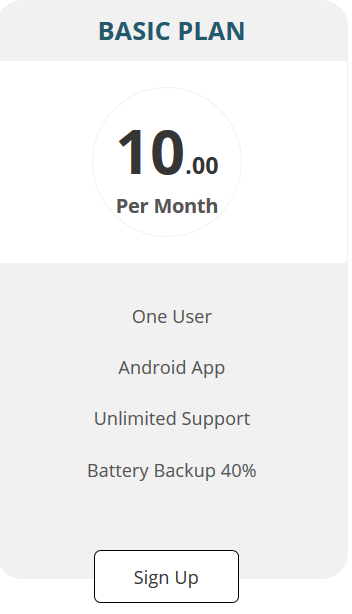 BASIC PLAN
10.00
Per Month
One User
Android App
Unlimited Support
Battery Backup 40%
Sign Up